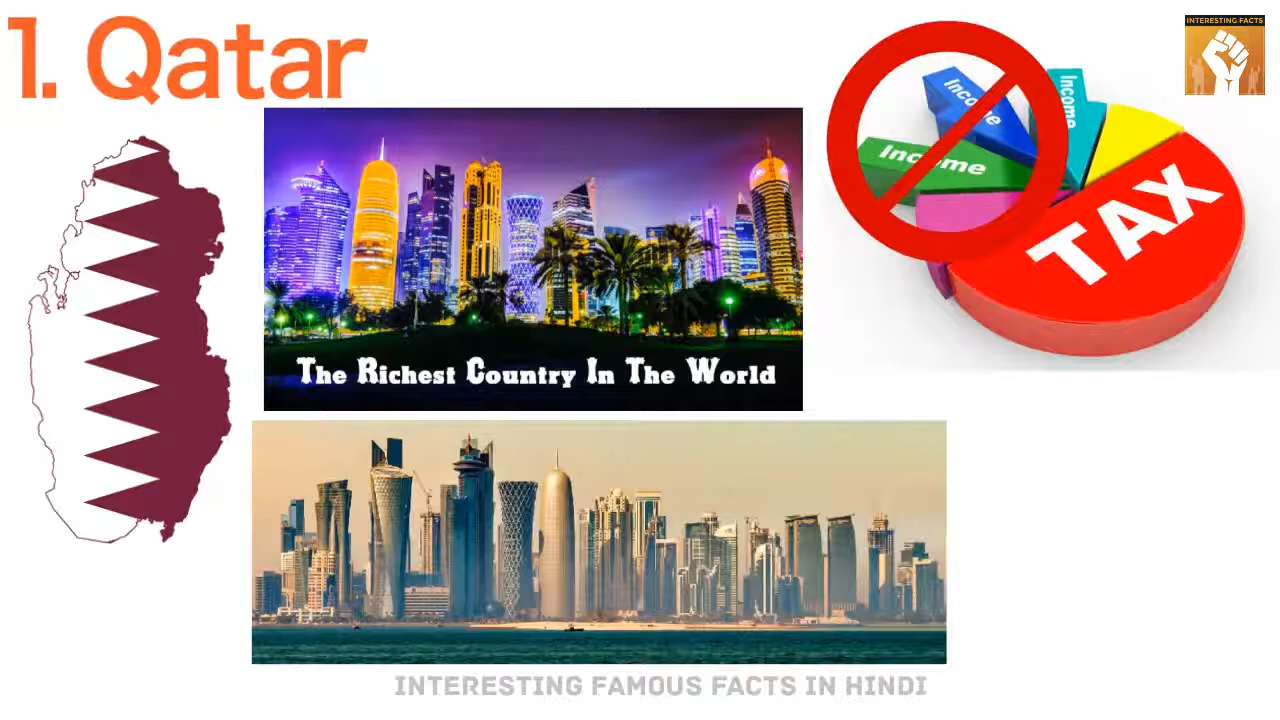 1. Qatar
INTERESTING FACTS
Income
Income
Income
TAX
The Richest Country In The World
INTERESTING FAMOUS FACTS IN HINDI